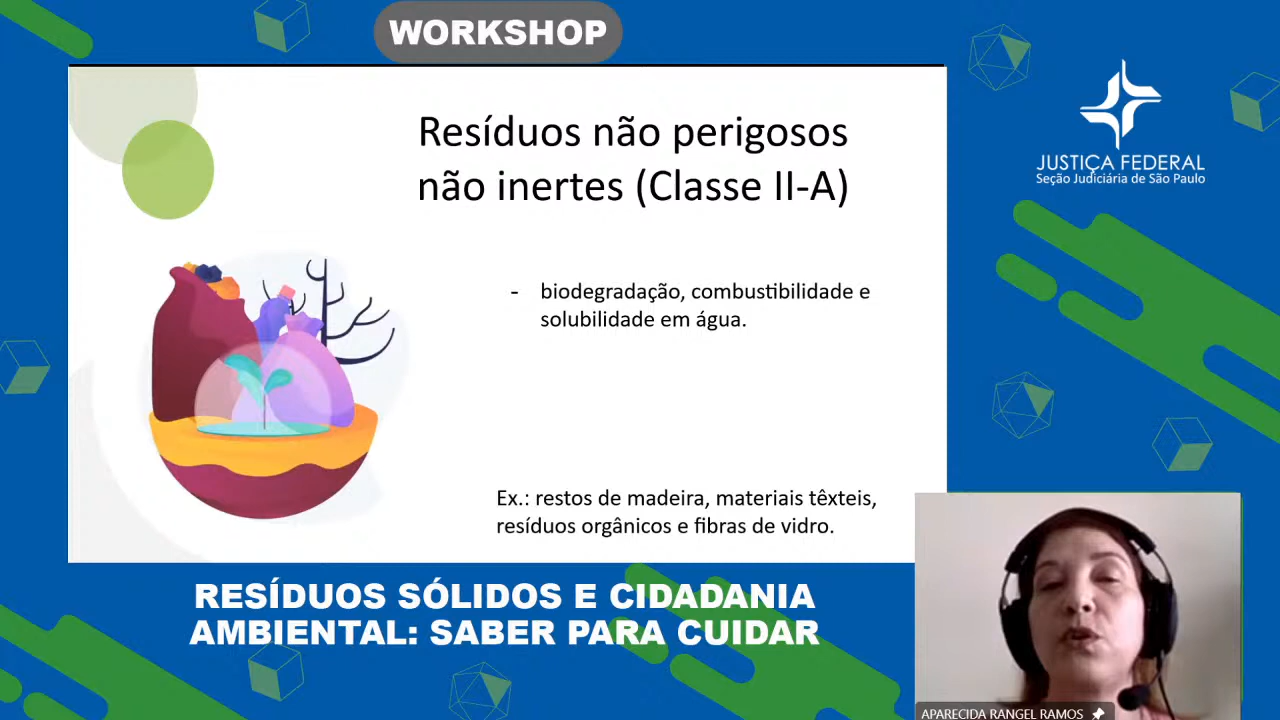 WORKSHOP
JUSTIÇA FEDERAL
Seção Judiciária de São Paulo
Resíduos não perigosos
não inertes (Classe II-A)
- biodegradação, combustibilidade e
solubilidade em água.
Ex.: restos de madeira, materiais têxteis,
resíduos orgânicos e fibras de vidro.
RESÍDUOS SÓLIDOS E CIDADANIA
AMBIENTAL: SABER PARA CUIDAR
APARECIDA RANGEL RAMOS